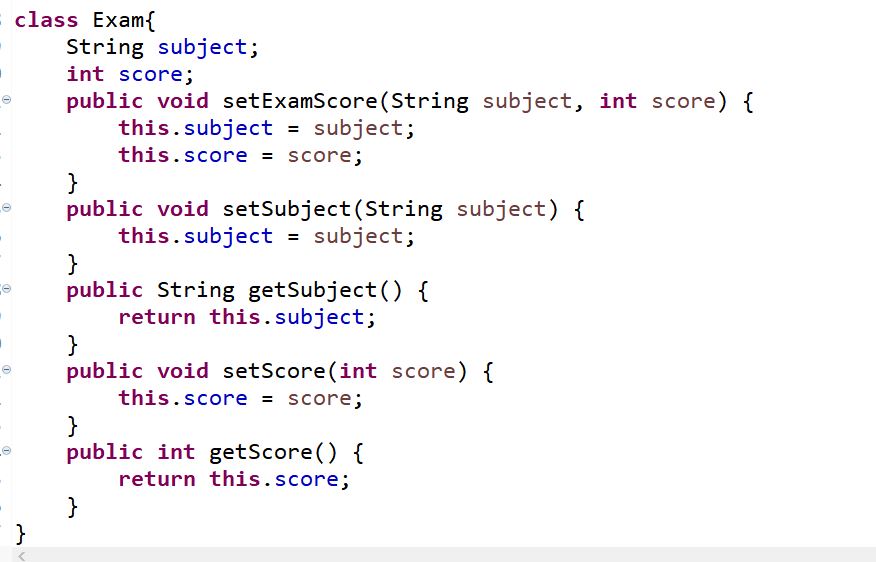 class Exam{
String subject;
int score;
public void setExamScore(String subject, int score) {
this.subject = subject;
this.score = score;
}
public void setSubject(String subject) {
this.subject = subject;
}
public String getSubject() {
return this.subject;
}
public void setScore(int score) {
this.score = score;
}
public int getScore() {
return this.score;
}
}